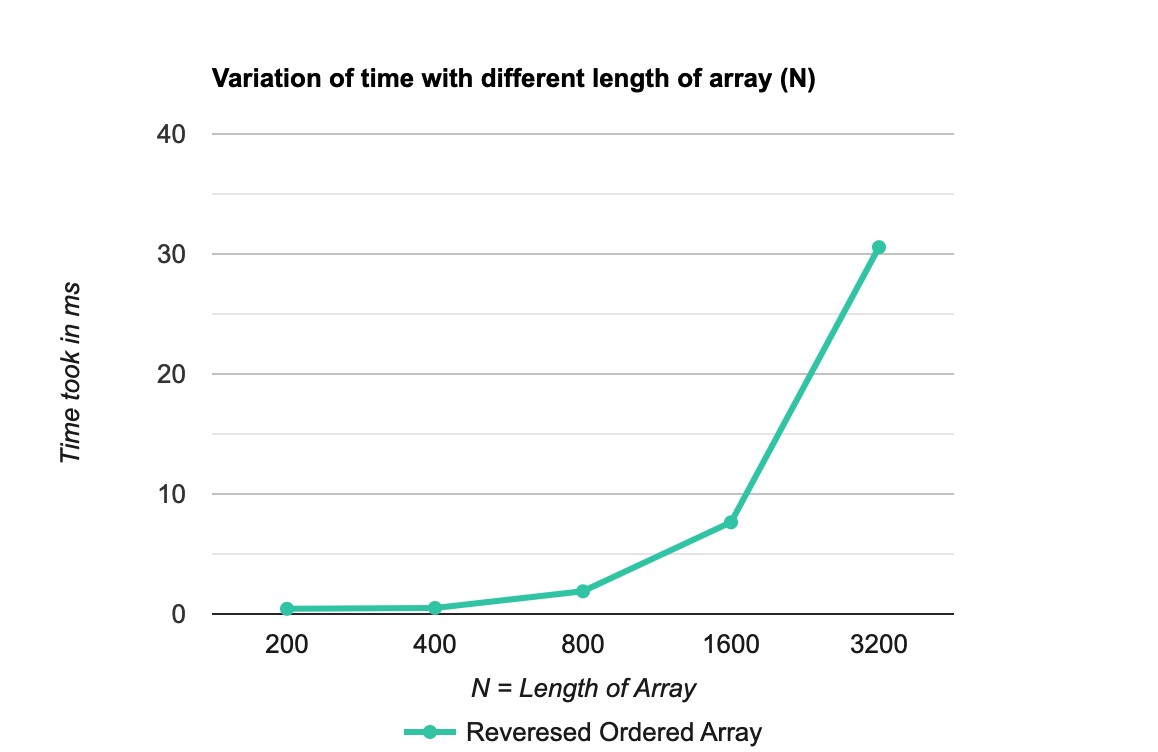 Variation of time with different length of array (N)
40
30
20
10
0
Time took in ms
200 400 800 1600 3200
N = Length of Array
Reveresed Ordered Array